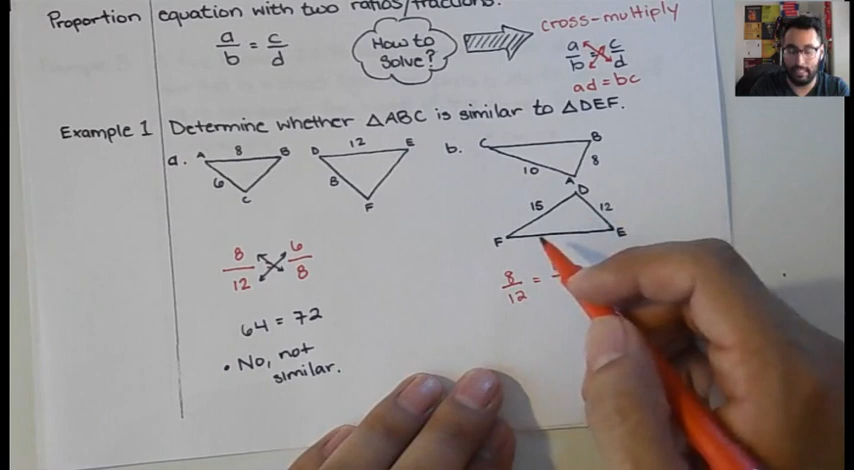 Proportion equation with two ratios/fractions.
a/b = c/d
How to Solve?
cross-multiply
a/b = c/d
ad = bc
Example 1 Determine whether △ABC is similar to △DEF.
a.
A 8 B
6
C
D 12 E
8
F
b.
C B
10 8
A
D
15 12
F E
8/12 6/8
64 = 72
• No, not similar.
8/12 =